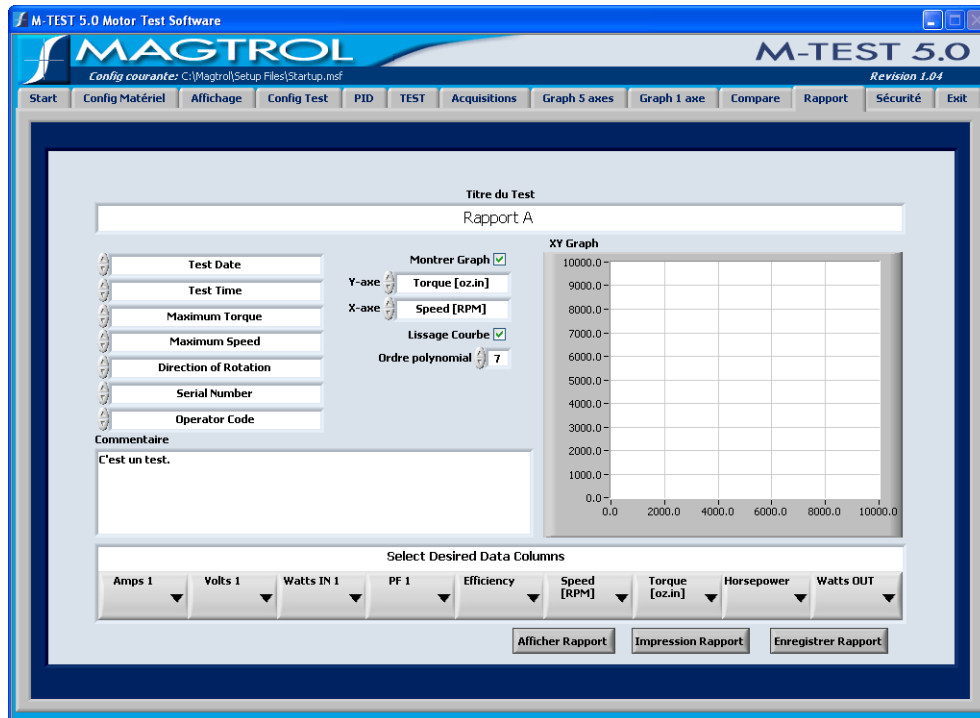 M-TEST 5.0 Motor Test Software
MAGTROL
M-TEST 5.0
Config courante: C:\Magtrol\Setup Files\Startup.msf
Revision 1.04
Start Config Matériel Affichage Config Test PID TEST Acquisitions Graph 5 axes Graph 1 axe Compare Rapport Sécurité Exit
Titre du Test
Rapport A
Test Date
Test Time
Maximum Torque
Maximum Speed
Direction of Rotation
Serial Number
Operator Code
Montrer Graph
Y-axe Torque [oz.in]
X-axe Speed [RPM]
Lissage Courbe
Ordre polynomial 7
XY Graph
10000.0
9000.0
8000.0
7000.0
6000.0
5000.0
4000.0
3000.0
2000.0
1000.0
0.0
0.0 2000.0 4000.0 6000.0 8000.0 10000.0
Commentaire
C'est un test.
Select Desired Data Columns
Amps 1
Volts 1
Watts IN 1
PF 1
Efficiency
Speed
[RPM]
Torque
[oz.in]
Horsepower
Watts OUT
Afficher Rapport Impression Rapport Enregistrer Rapport